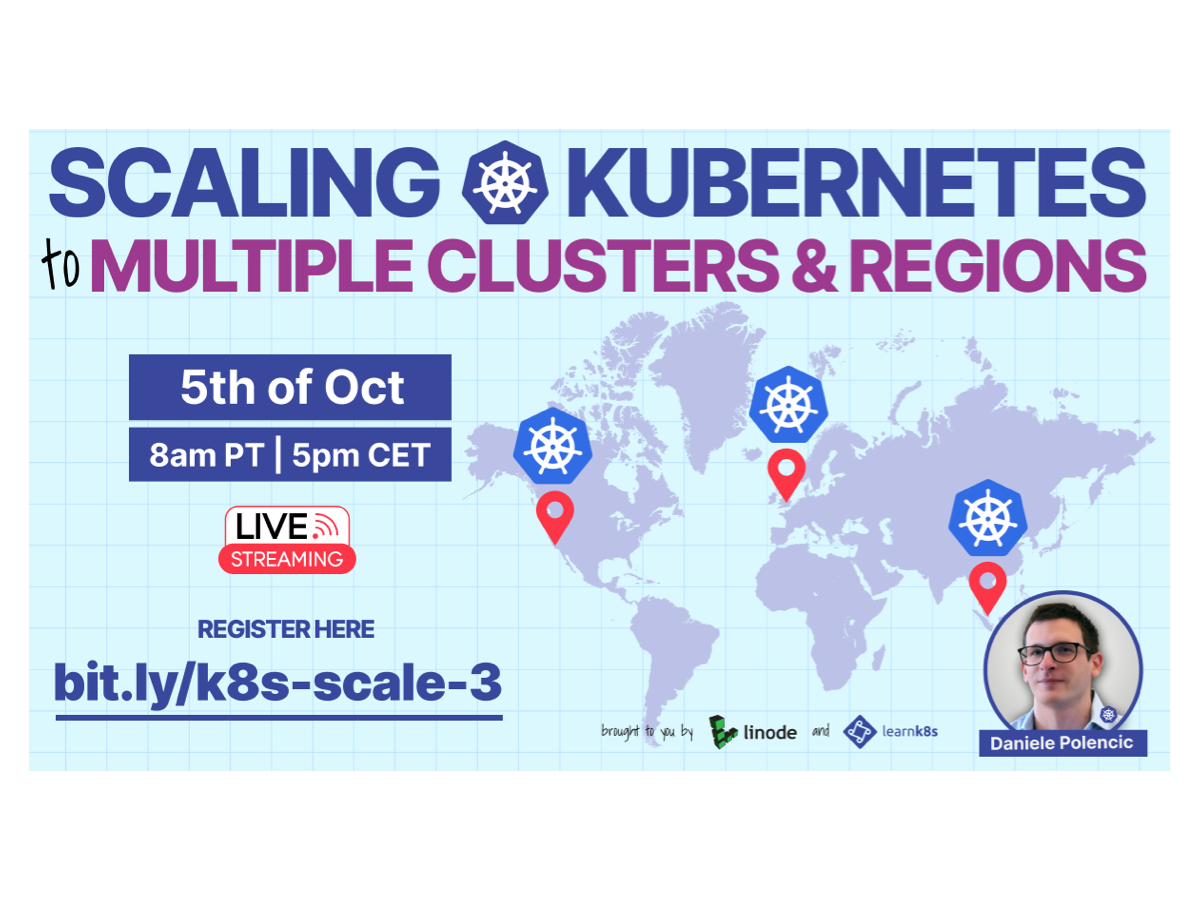 SCALING KUBERNETES
to MULTIPLE CLUSTERS & REGIONS
5th of Oct
8am PT | 5pm CET
LIVE
STREAMING
REGISTER HERE
bit.ly/k8s-scale-3
brought to you by linode and learnk8s
Daniele Polencic